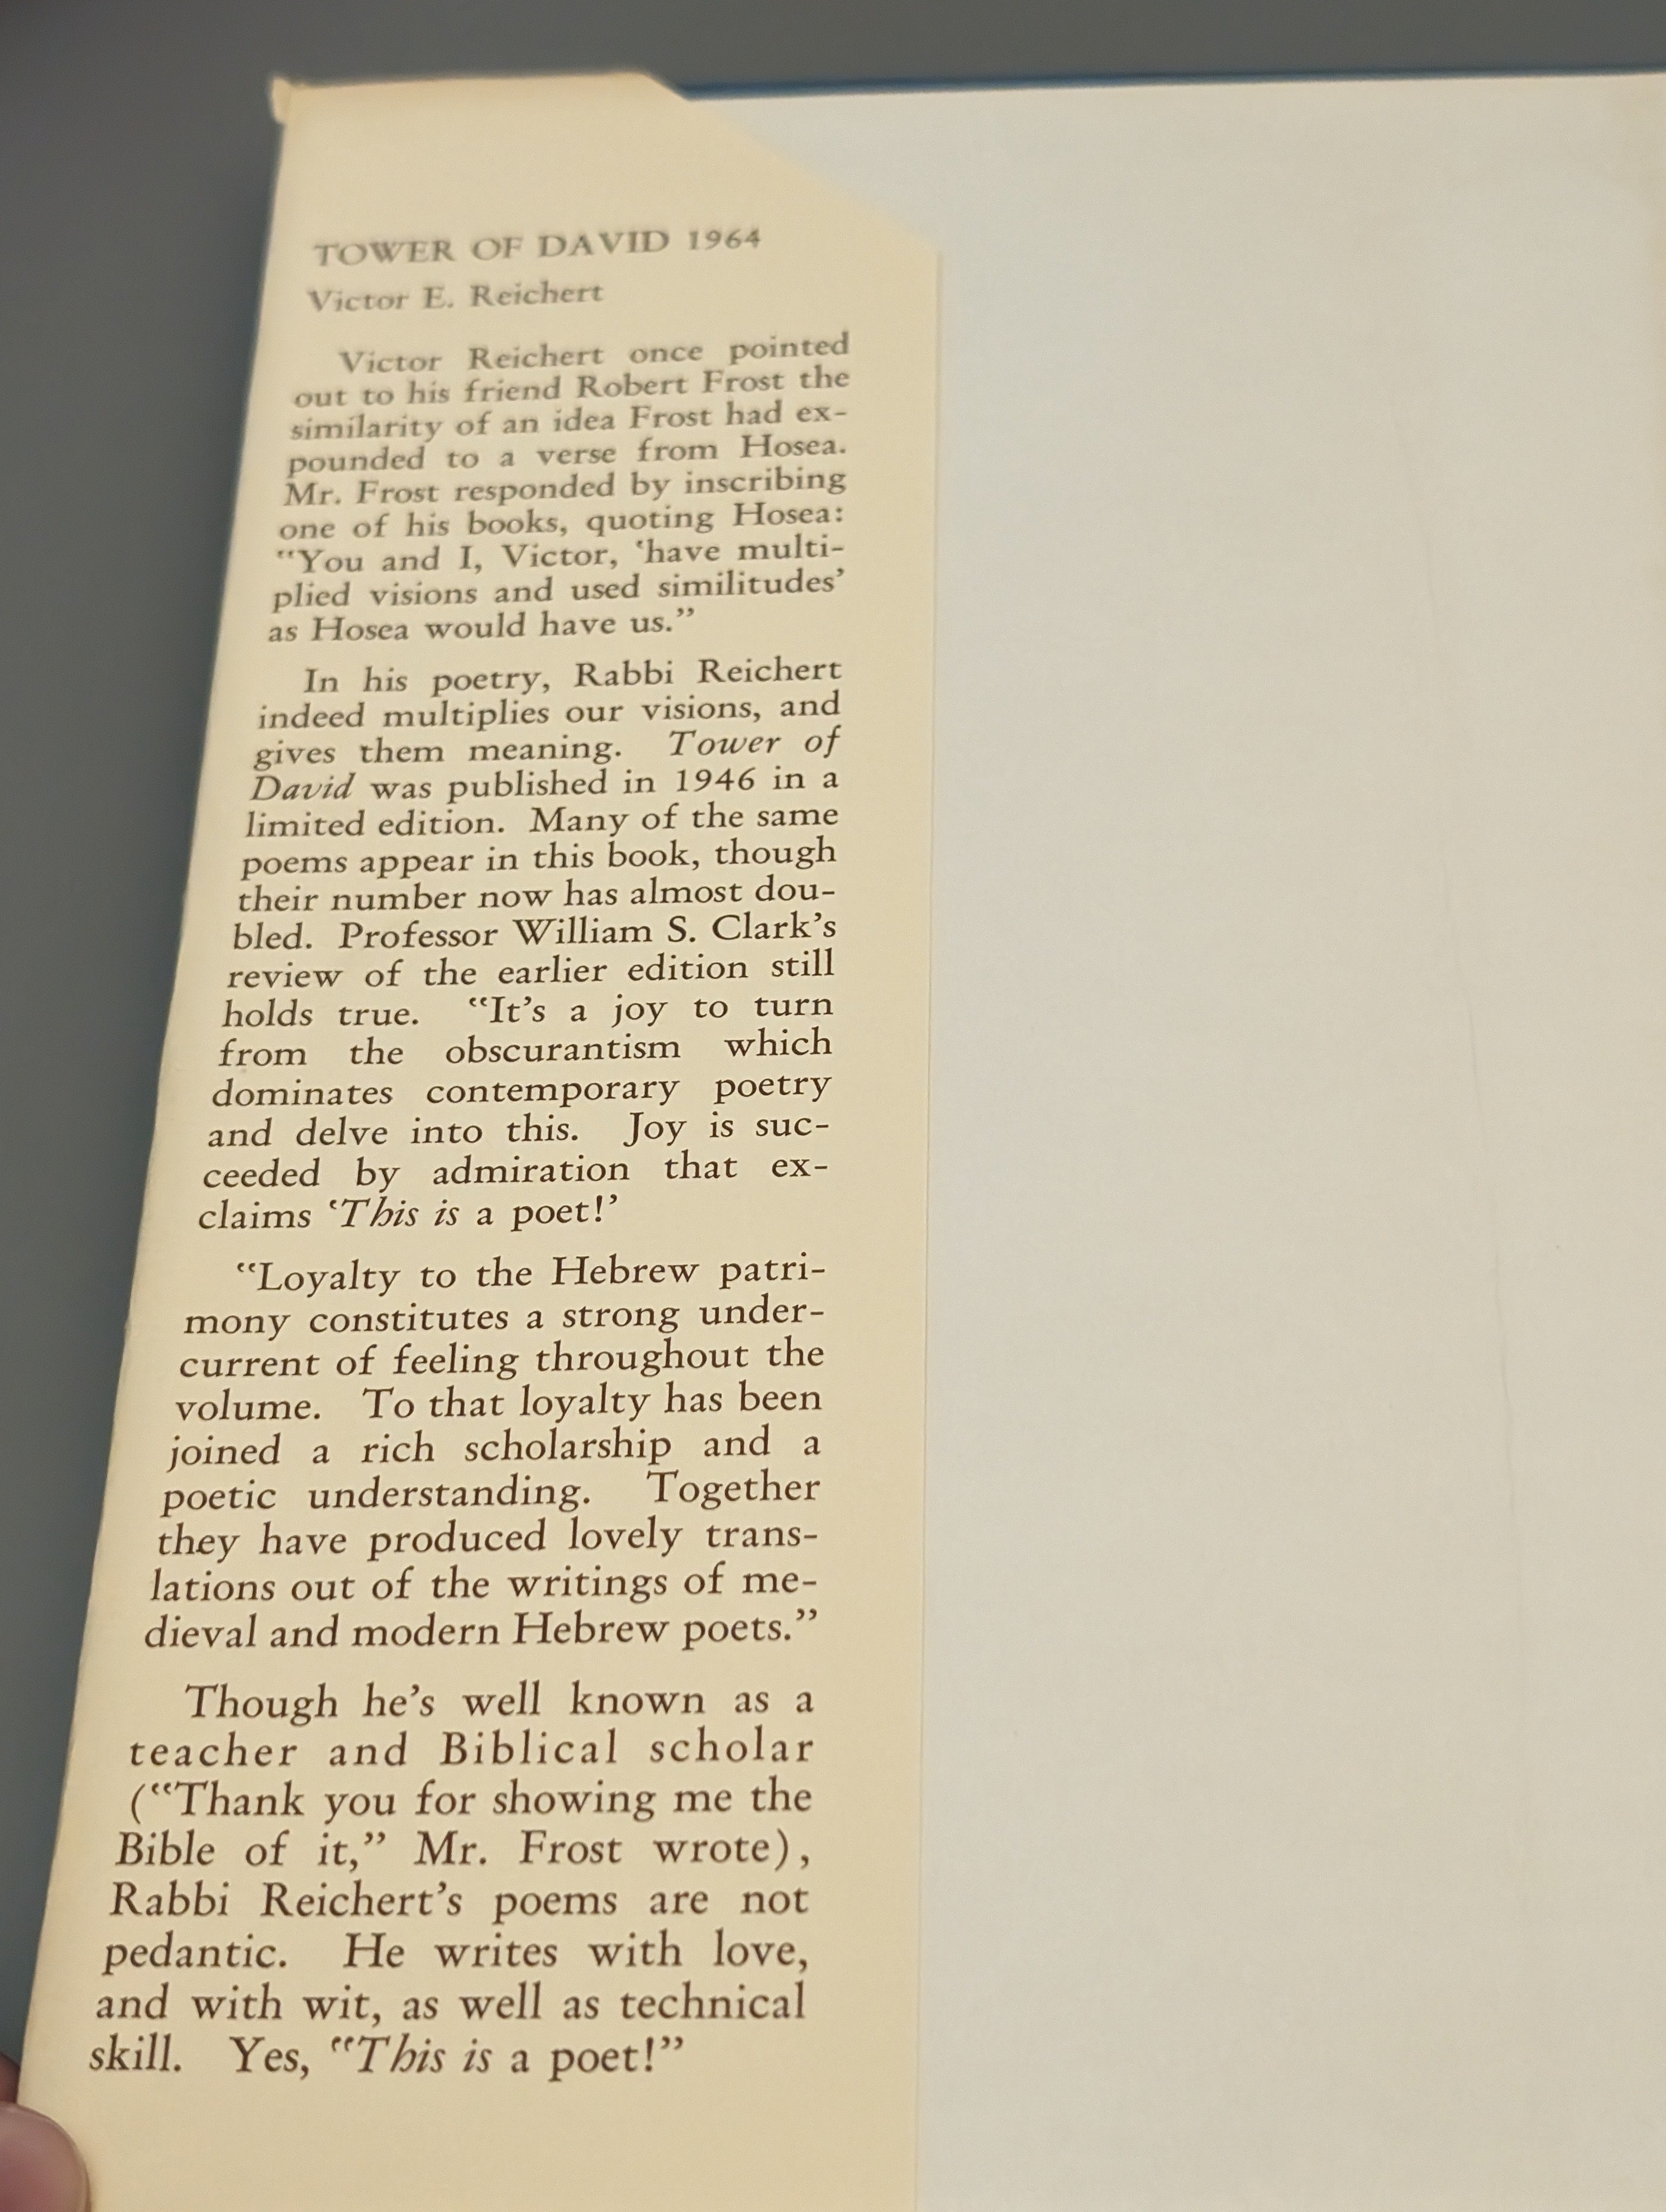 TOWER OF DAVID 1964
Victor E. Reichert
Victor Reichert once pointed
out to his friend Robert Frost the
similarity of an idea Frost had ex-
pounded to a verse from Hosea.
Mr. Frost responded by inscribing
one of his books, quoting Hosea:
“You and I, Victor, ‘have multi-
plied visions and used similitudes’
as Hosea would have us.”
In his poetry, Rabbi Reichert
indeed multiplies our visions, and
gives them meaning. Tower of
David was published in 1946 in a
limited edition. Many of the same
poems appear in this book, though
their number now has almost dou-
bled. Professor William S. Clark’s
review of the earlier edition still
holds true. “It’s a joy to turn
from the obscurantism which
dominates contemporary poetry
and delve into this. Joy is suc-
ceeded by admiration that ex-
claims ‘This is a poet!’
“Loyalty to the Hebrew patri-
mony constitutes a strong under-
current of feeling throughout the
volume. To that loyalty has been
joined a rich scholarship and a
poetic understanding. Together
they have produced lovely trans-
lations out of the writings of me-
dieval and modern Hebrew poets.”
Though he’s well known as a
teacher and Biblical scholar
(“Thank you for showing me the
Bible of it,” Mr. Frost wrote),
Rabbi Reichert’s poems are not
pedantic. He writes with love,
and with wit, as well as technical
skill. Yes, “This is a poet!”